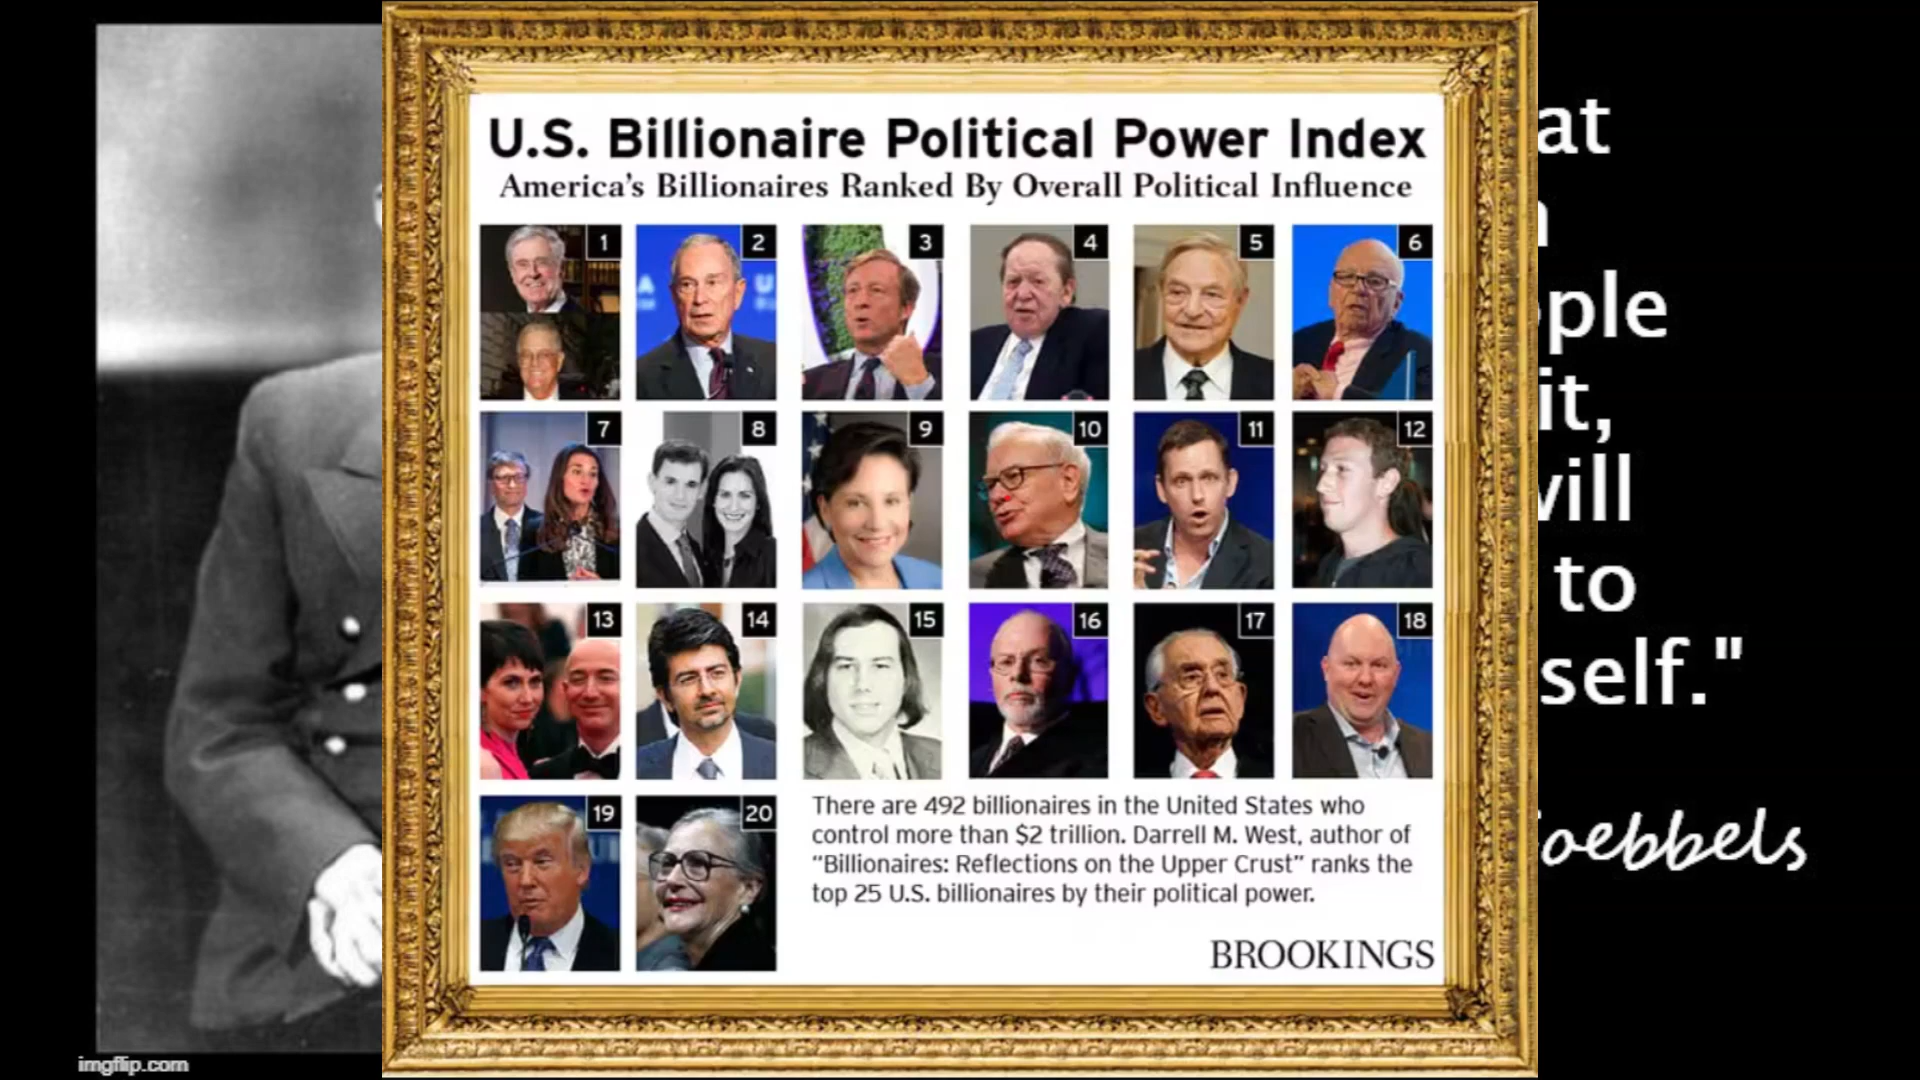 U.S. Billionaire Political Power Index
America's Billionaires Ranked By Overall Political Influence
1
2
3
4
5
6
7
8
9
10
11
12
13
14
15
16
17
18
19
20
There are 492 billionaires in the United States who
control more than $2 trillion. Darrell M. West, author of
"Billionaires: Reflections on the Upper Crust" ranks the
top 25 U.S. billionaires by their political power.
BROOKINGS
at
ple
it,
will
to
self."
oebbels
imgflip.com